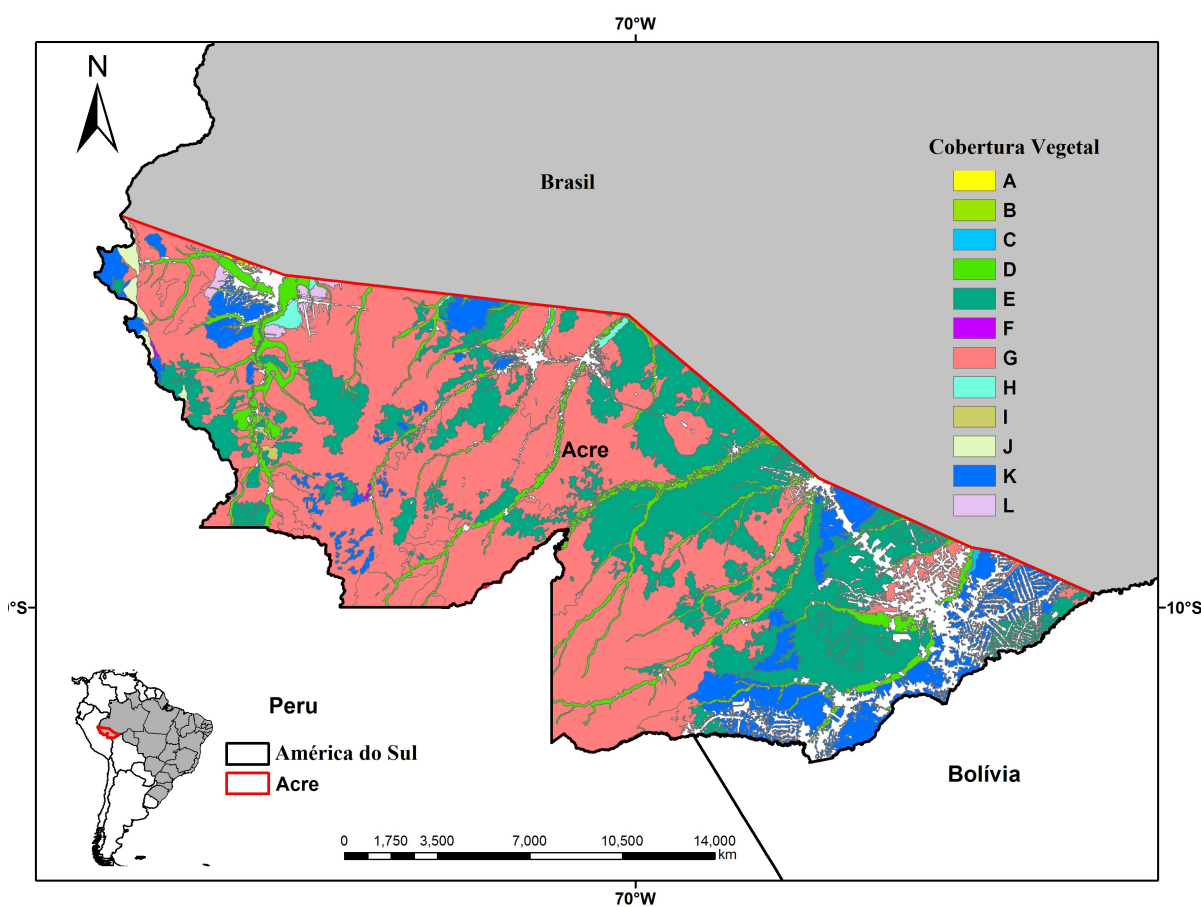 70°W
N
Cobertura Vegetal
A
Brasil
B
C
D
E
F
G
H
I
Acre
J
K
L
°S
10°S
Peru
América do Sul
Acre
Bolívia
0 1,750 3,500 7,000 10,500 14,000
km
70°W